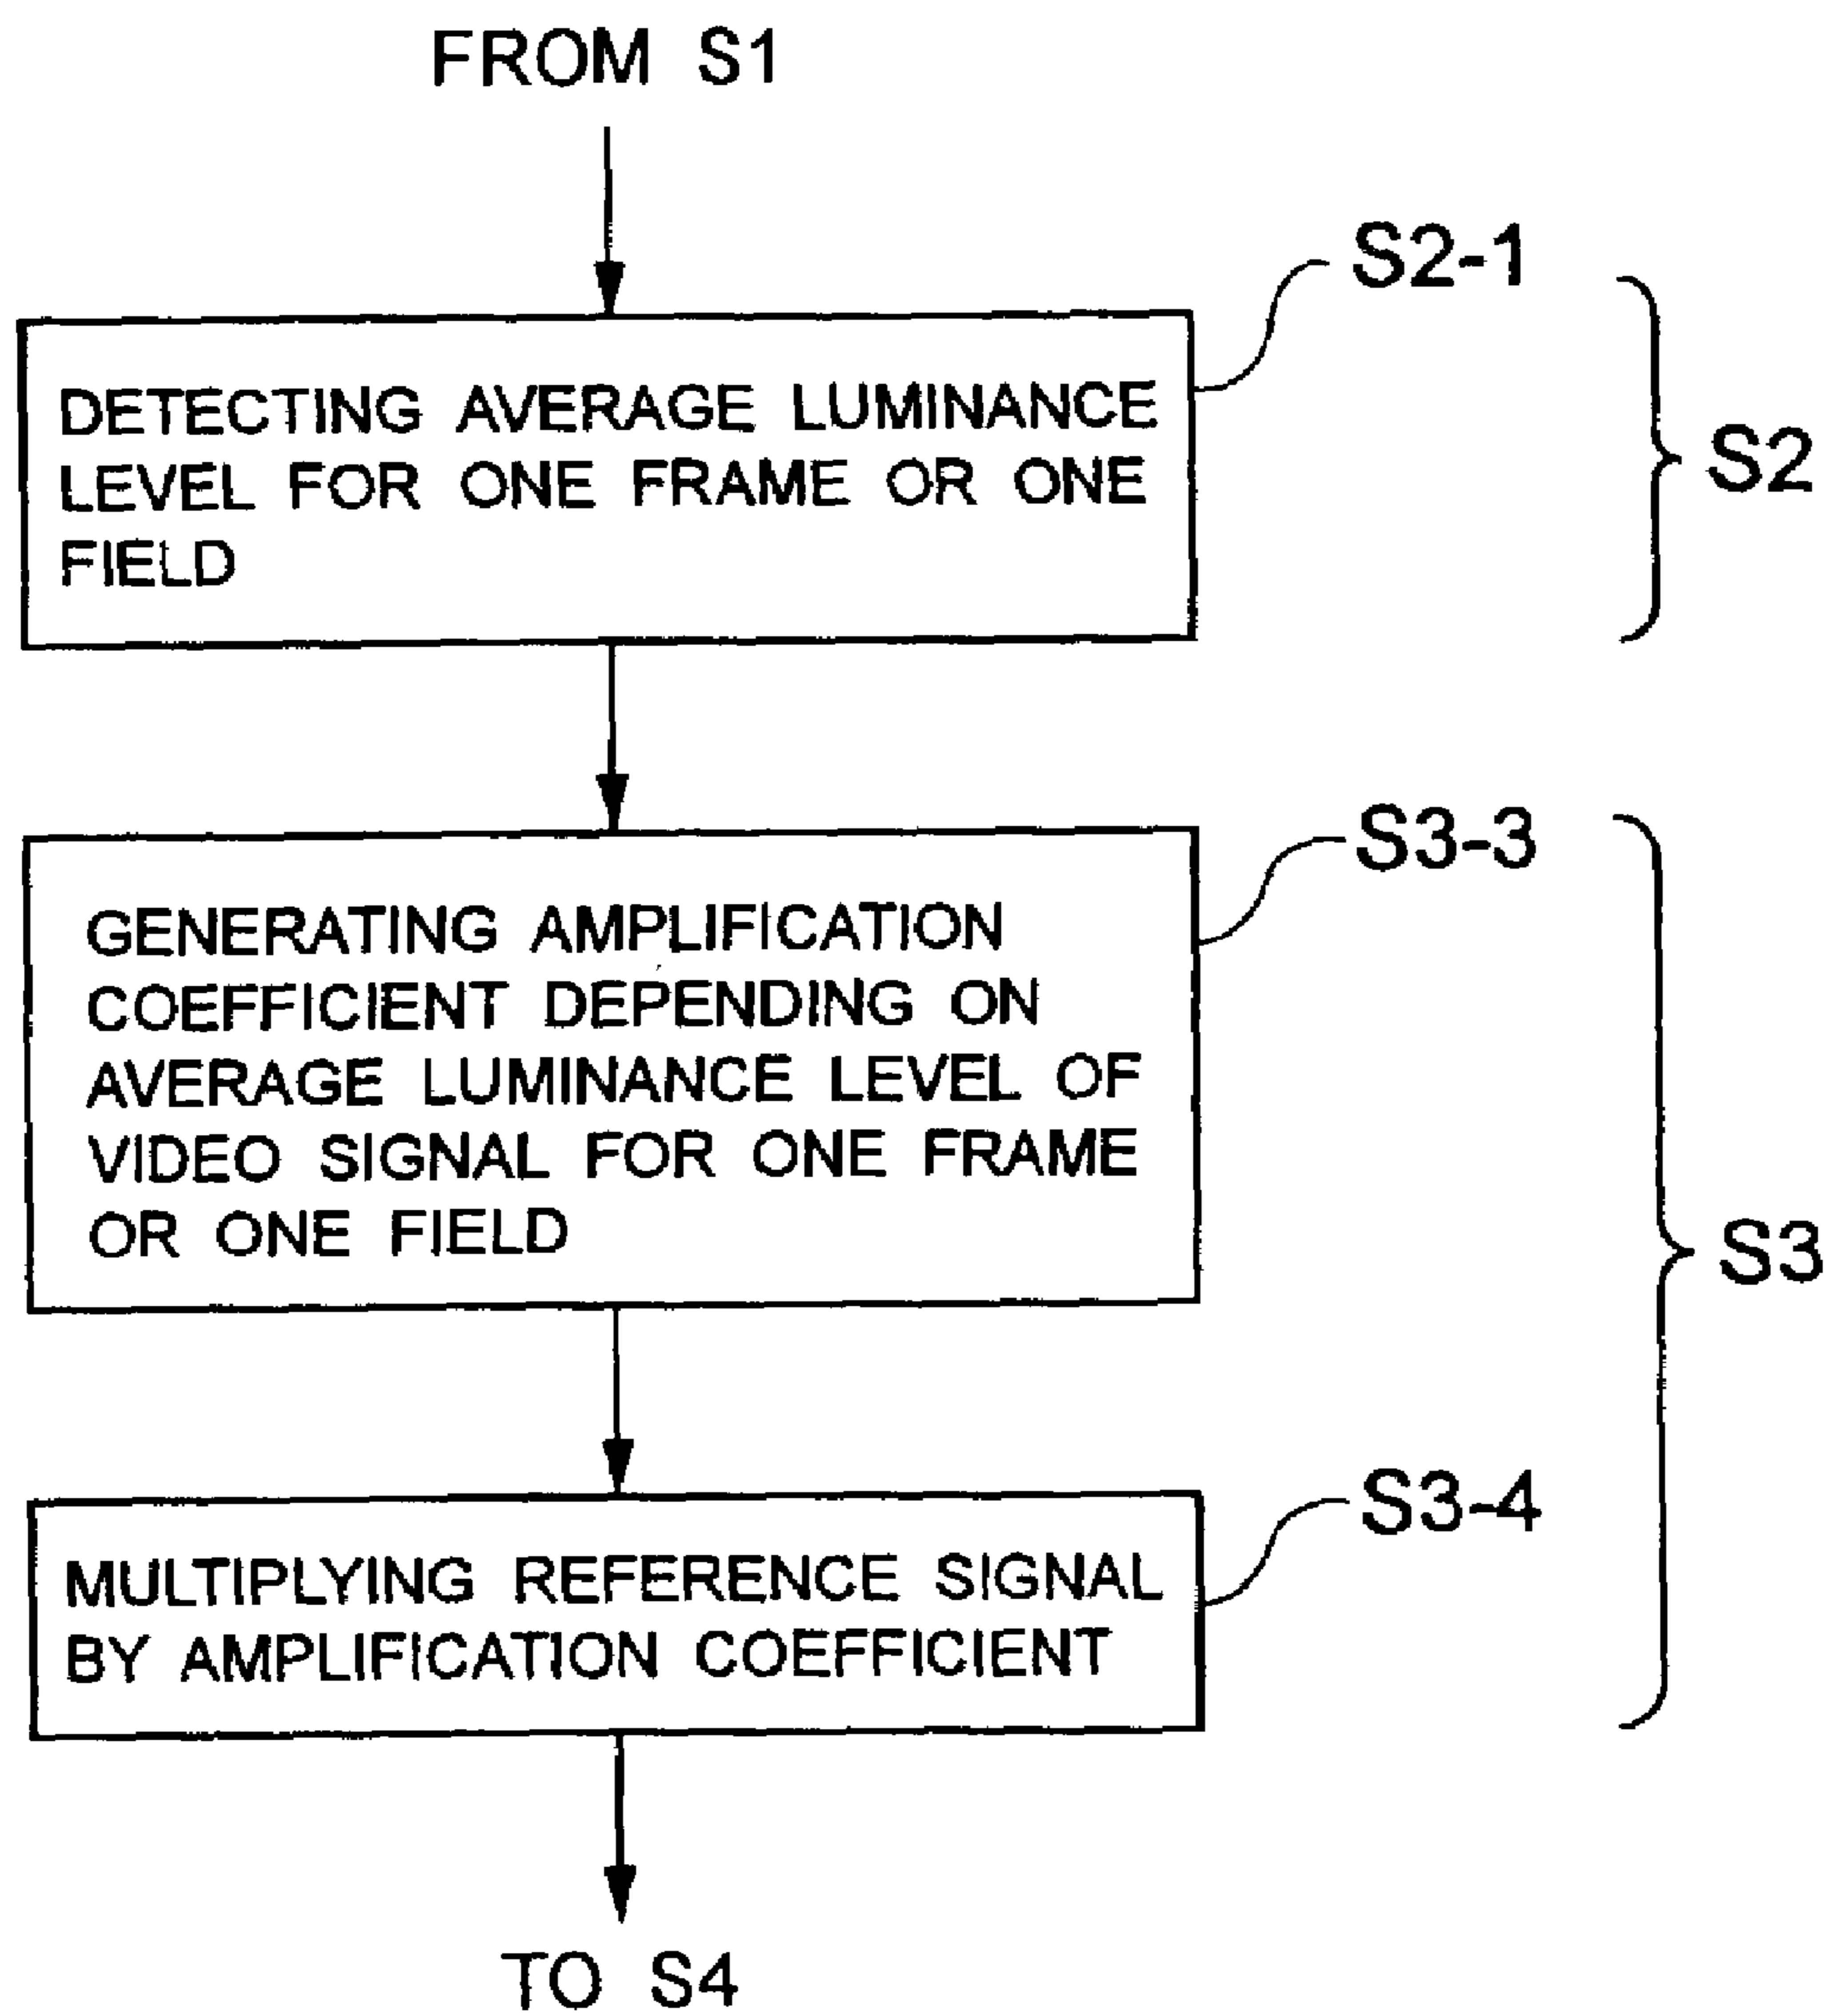 FROM S1
S2-1
DETECTING AVERAGE LUMINANCE
LEVEL FOR ONE FRAME OR ONE
FIELD
S2
S3-3
GENERATING AMPLIFICATION
COEFFICIENT DEPENDING ON
AVERAGE LUMINANCE LEVEL OF
VIDEO SIGNAL FOR ONE FRAME
OR ONE FIELD
S3
S3-4
MULTIPLYING REFERENCE SIGNAL
BY AMPLIFICATION COEFFICIENT
TO S4